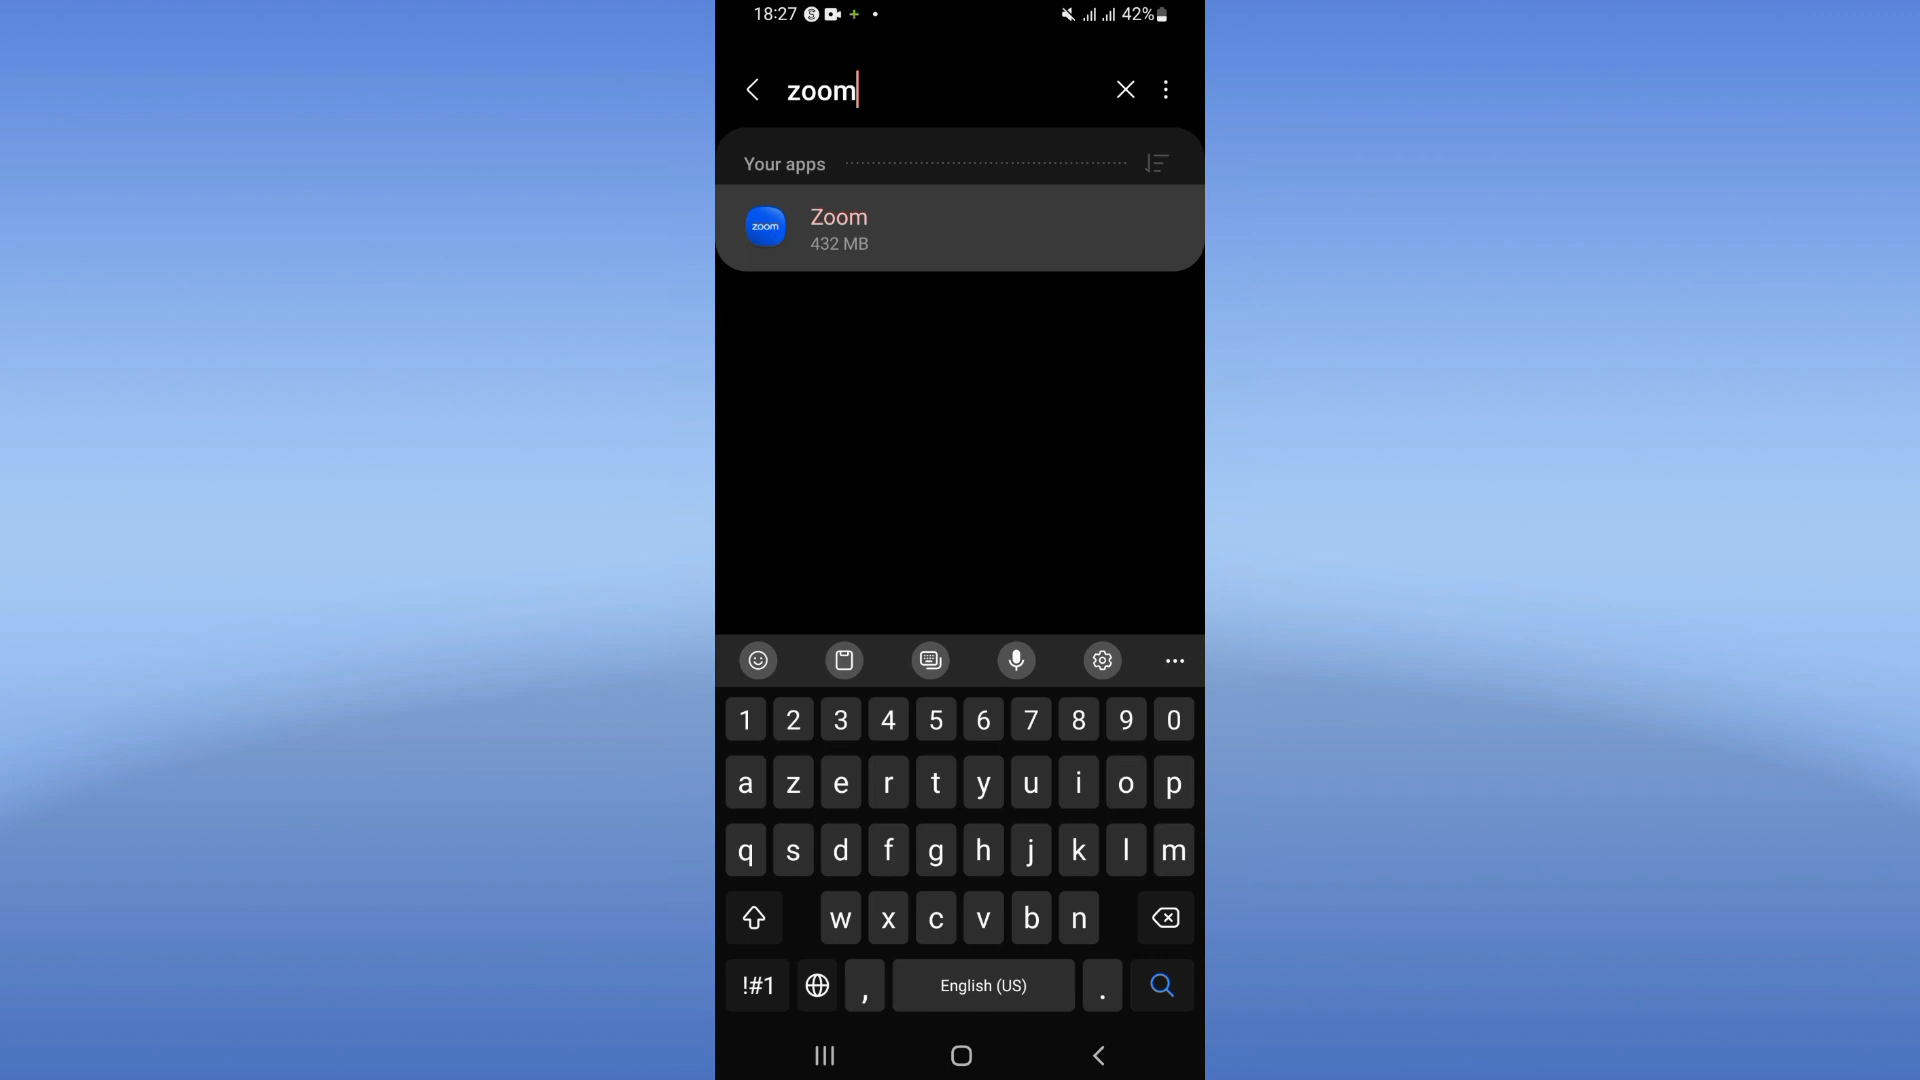 18:27 42%
zoom
Your apps
zoom
Zoom
432 MB
1 2 3 4 5 6 7 8 9 0
a z e r t y u i o p
q s d f g h j k l m
w x c v b n
!#1 , English (US) .